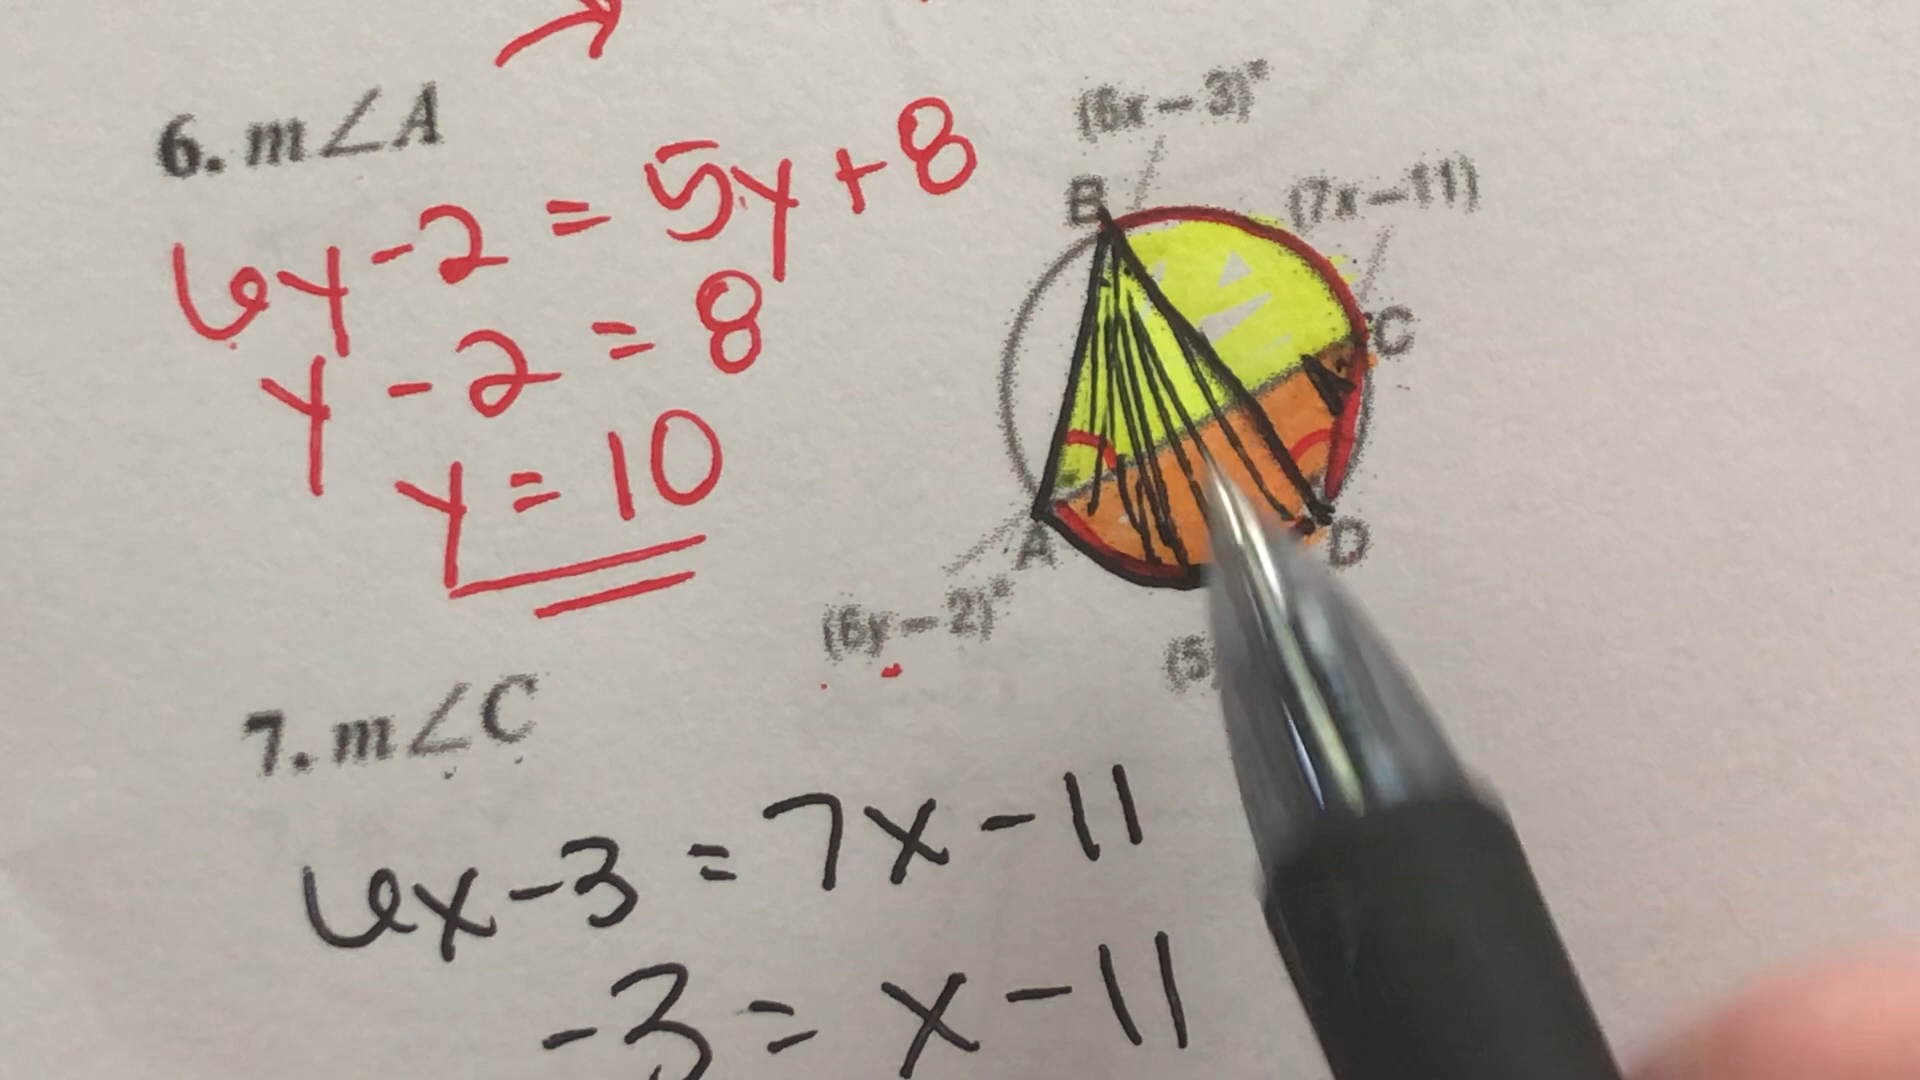 6. m∠A
6y - 2 = 5y + 8
y - 2 = 8
y = 10
(6x – 3)°
(7x – 11)
B
C
A
D
(6y – 2)°
(5
7. m∠C
6x - 3 = 7x - 11
-3 = x - 11